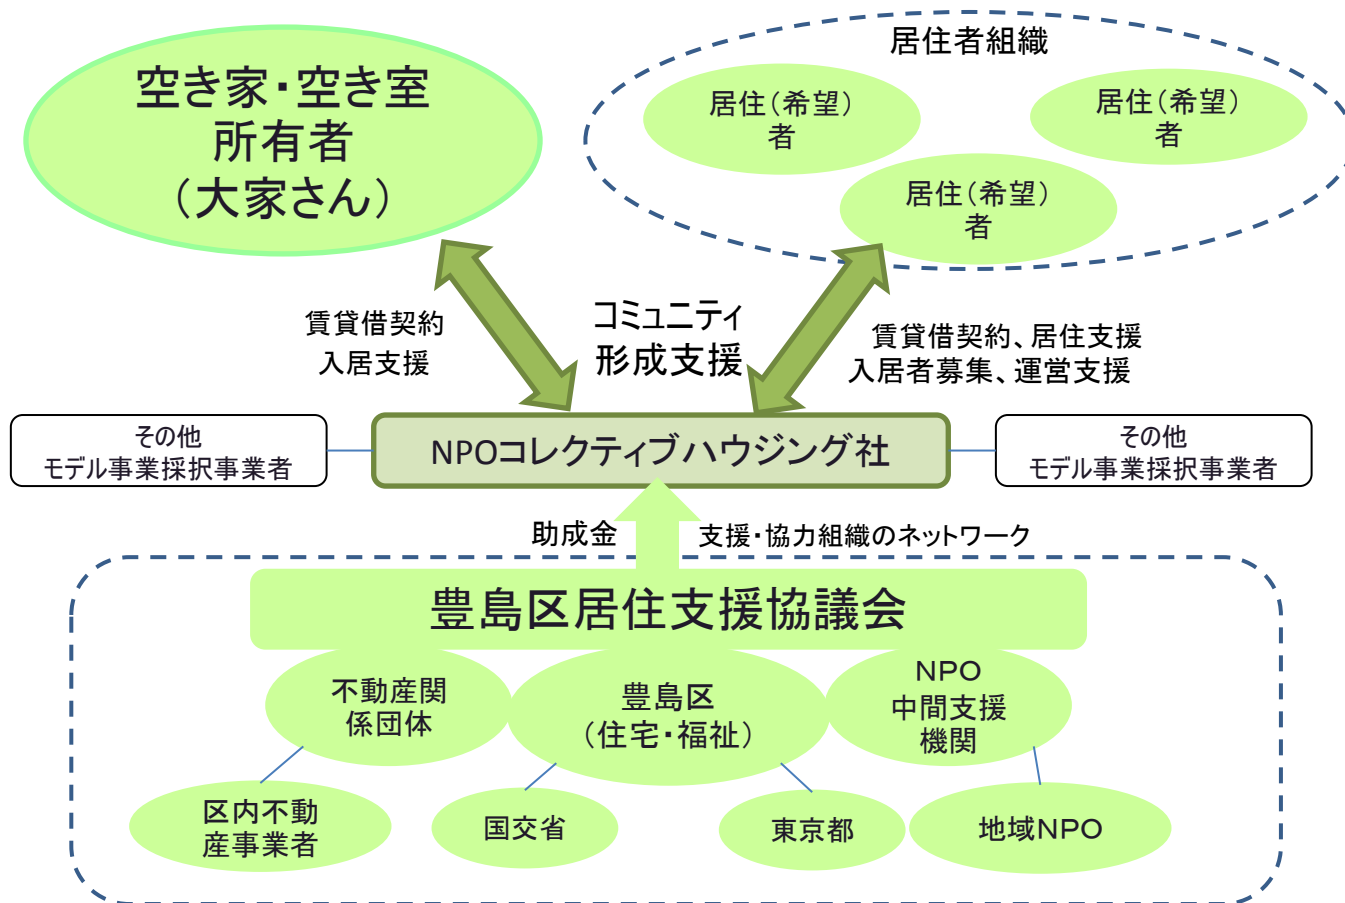 空き家・空き室
所有者
（大家さん）
居住者組織
居住（希望）
者
居住（希望）
者
居住（希望）
者
賃貸借契約
入居支援
コミュニティ
形成支援
賃貸借契約、居住支援
入居者募集、運営支援
その他
モデル事業採択事業者
NPOコレクティブハウジング社
その他
モデル事業採択事業者
助成金
支援・協力組織のネットワーク
豊島区居住支援協議会
不動産関
係団体
豊島区
（住宅・福祉）
NPO
中間支援
機関
区内不動
産事業者
国交省
東京都
地域NPO